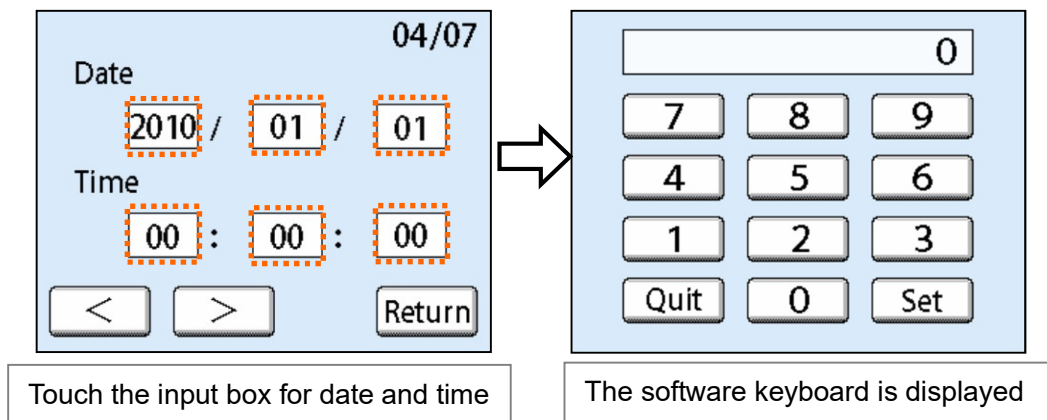 04/07
Date
2010 / 01 / 01
Time
00 : 00 : 00
< > Return
Touch the input box for date and time
0
7 8 9
4 5 6
1 2 3
Quit 0 Set
The software keyboard is displayed